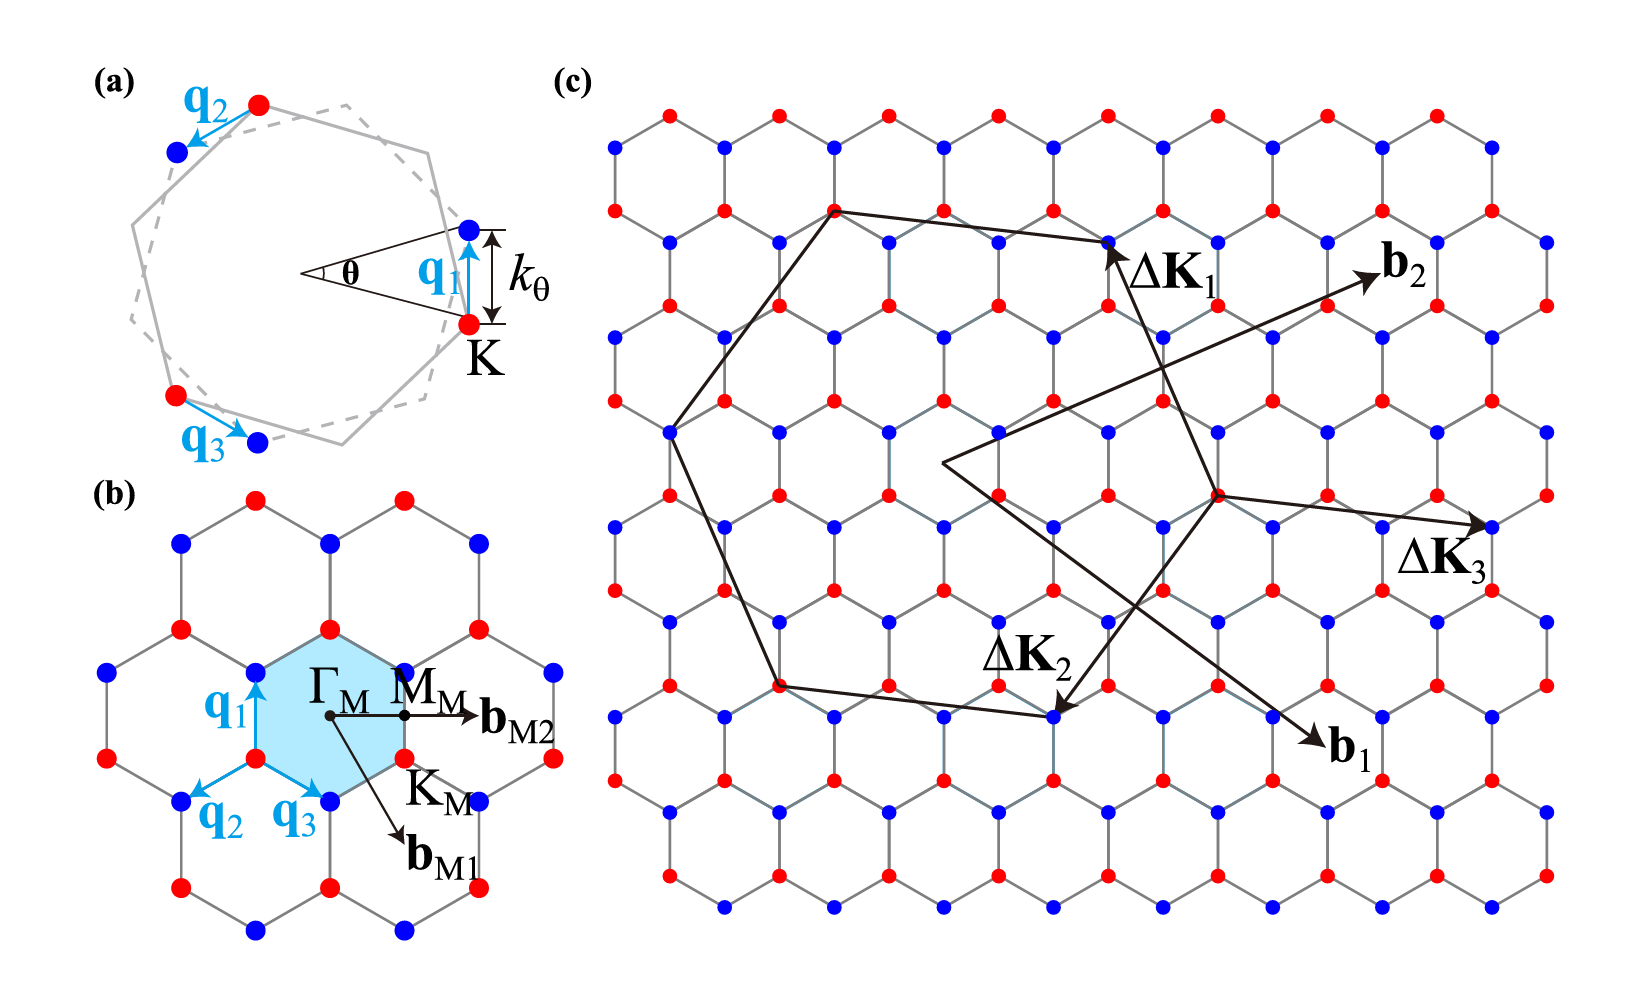 (a)
q2
θ
q1
kθ
K
q3
(b)
ΓM
MM
q1
bM2
KM
q2
q3
bM1
(c)
ΔK1
b2
ΔK3
ΔK2
b1